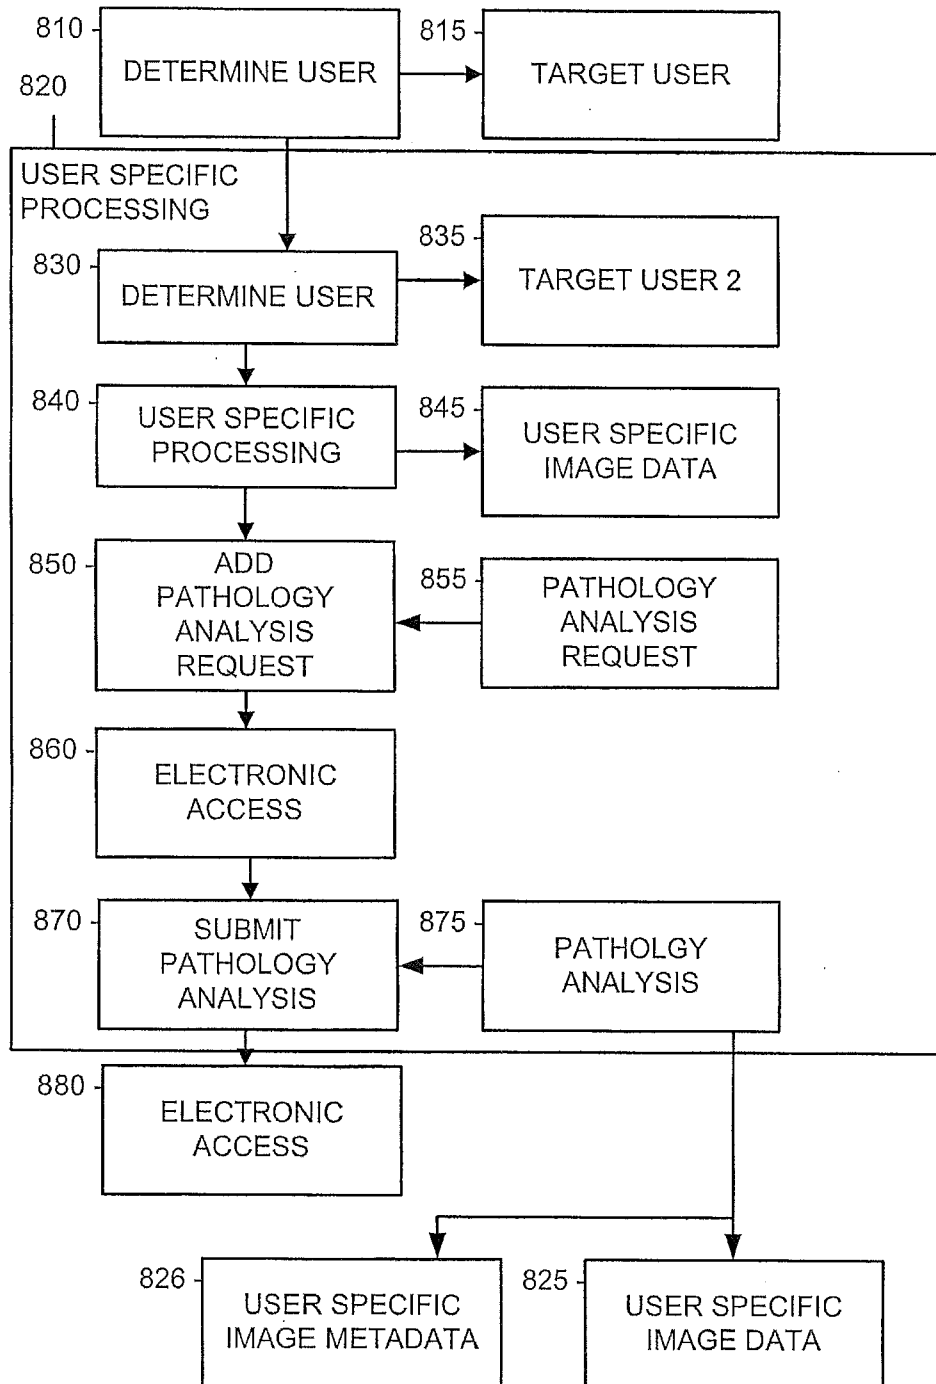 810
DETERMINE USER
815
TARGET USER
820
USER SPECIFIC
PROCESSING
830
DETERMINE USER
835
TARGET USER 2
840
USER SPECIFIC
PROCESSING
845
USER SPECIFIC
IMAGE DATA
850
ADD
PATHOLOGY
ANALYSIS
REQUEST
855
PATHOLOGY
ANALYSIS
REQUEST
860
ELECTRONIC
ACCESS
870
SUBMIT
PATHOLOGY
ANALYSIS
875
PATHOLGY
ANALYSIS
880
ELECTRONIC
ACCESS
826
USER SPECIFIC
IMAGE METADATA
825
USER SPECIFIC
IMAGE DATA